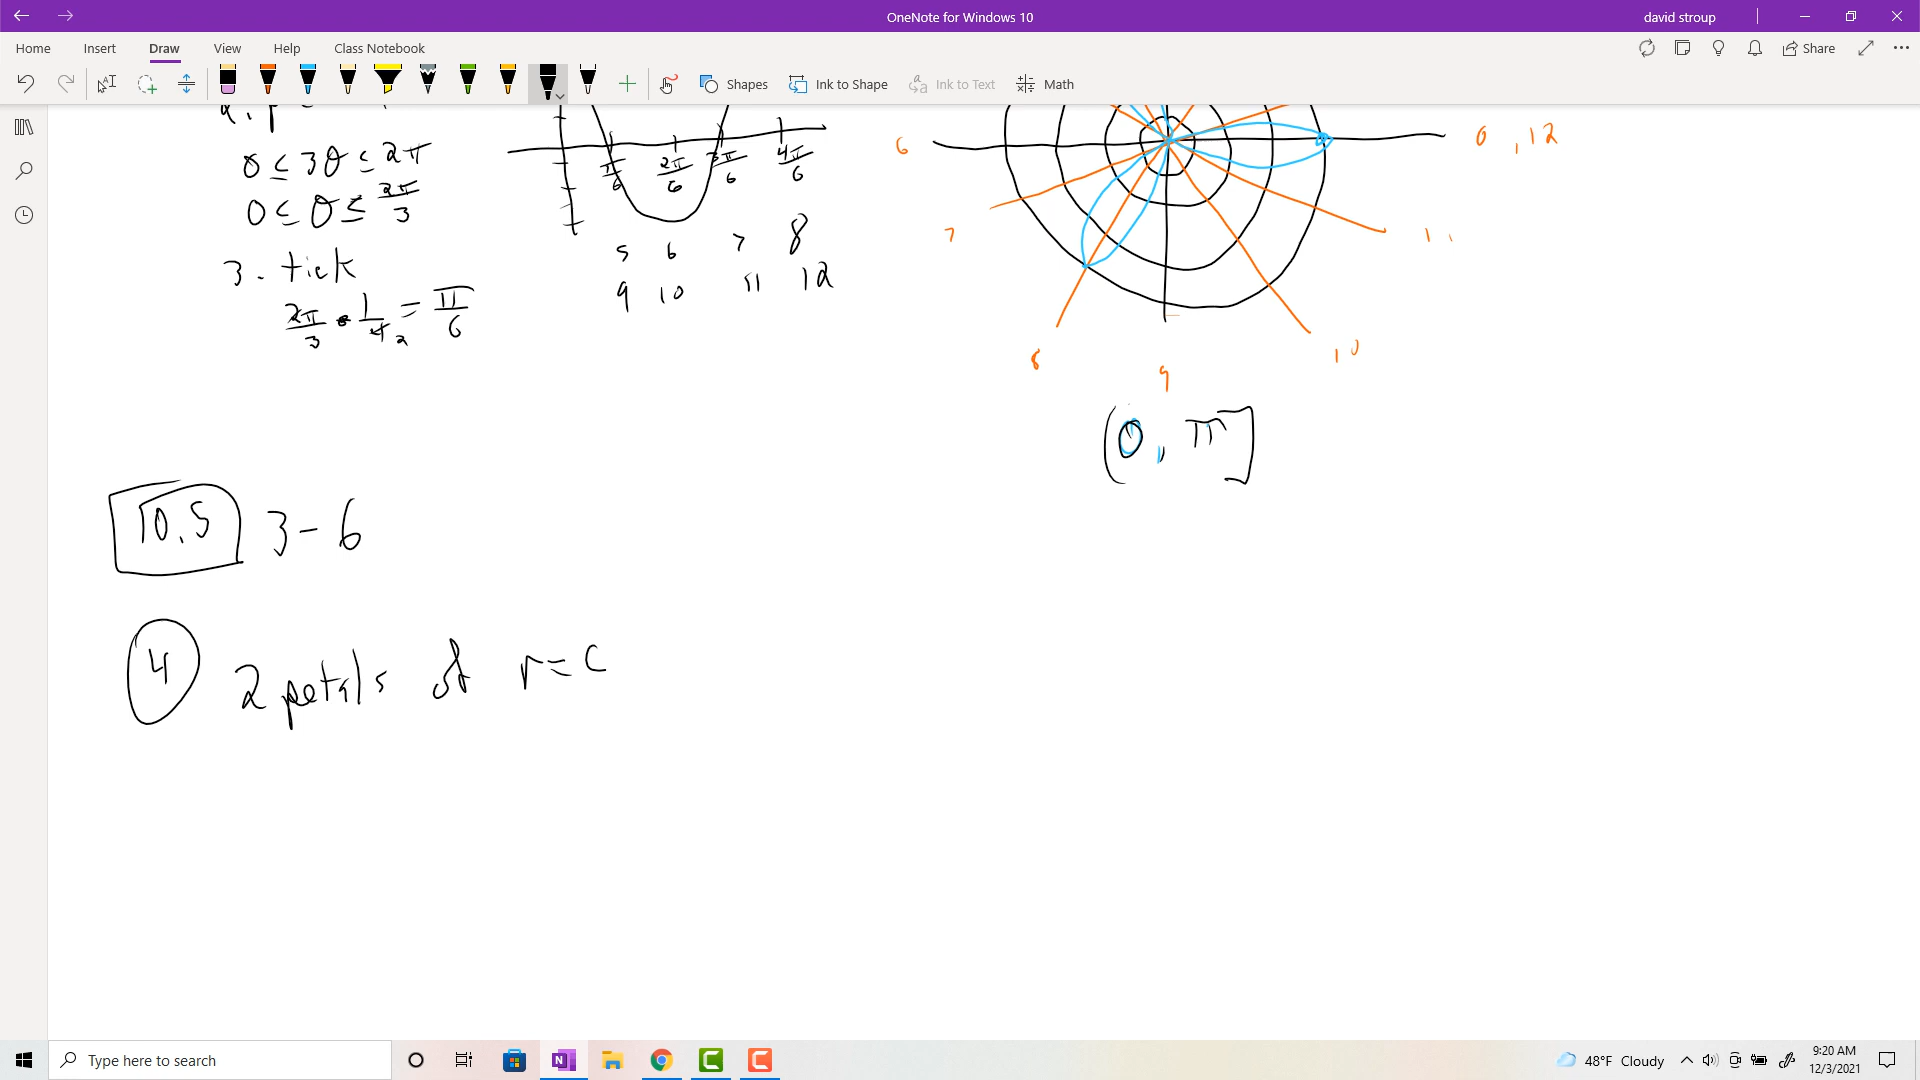 OneNote for Windows 10
david stroup
Home Insert Draw View Help Class Notebook
Share
Shapes Ink to Shape Ink to Text Math
0 ≤ 3θ ≤ 2π
0 ≤ θ ≤ 2π/3
3. tick
2π/3 · 1/4 2 = π/6
π/6 2π/6 3π/6 4π/6
5 6 7 8
9 10 11 12
6 0, 12
7
8 10
9
(0, π]
10.5 3-6
4 2 petals of r=c
Type here to search
48°F Cloudy
9:20 AM
12/3/2021